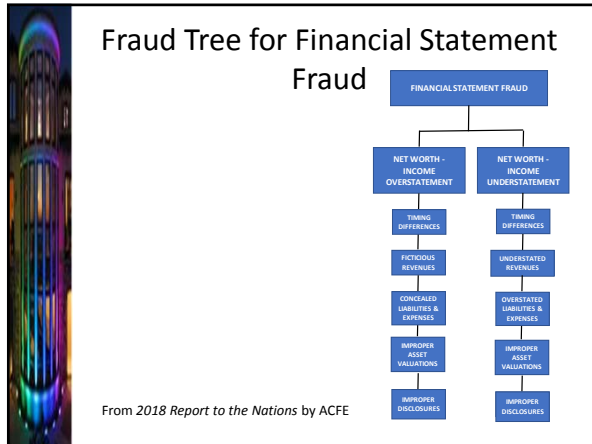 Fraud Tree for Financial Statement
Fraud
FINANCIAL STATEMENT FRAUD
NET WORTH -
INCOME
OVERSTATEMENT
TIMING
DIFFERENCES
FICTICIOUS
REVENUES
CONCEALED
LIABILITIES &
EXPENSES
IMPROPER
ASSET
VALUATIONS
IMPROPER
DISCLOSURES
NET WORTH -
INCOME
UNDERSTATEMENT
TIMING
DIFFERENCES
UNDERSTATED
REVENUES
OVERSTATED
LIABILITIES &
EXPENSES
IMPROPER
ASSET
VALUATIONS
IMPROPER
DISCLOSURES
From 2018 Report to the Nations by ACFE